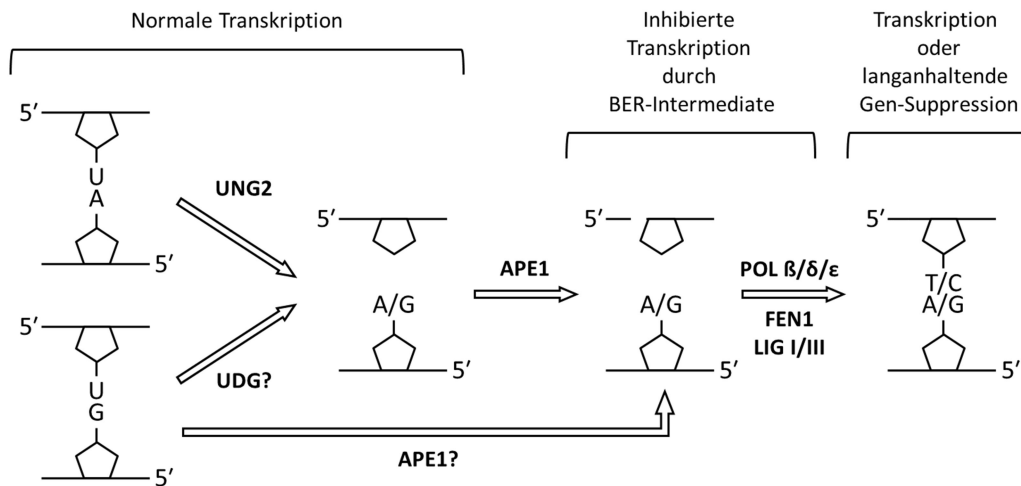 Normale Transkription
Inhibierte
Transkription
durch
BER-Intermediate
Transkription
oder
langanhaltende
Gen-Suppression
5′
U
A
5′
UNG2
5′
A/G
5′
APE1
5′
A/G
5′
POL ß/δ/ε
FEN1
LIG I/III
5′
T/C
A/G
5′
5′
U
G
5′
UDG?
APE1?